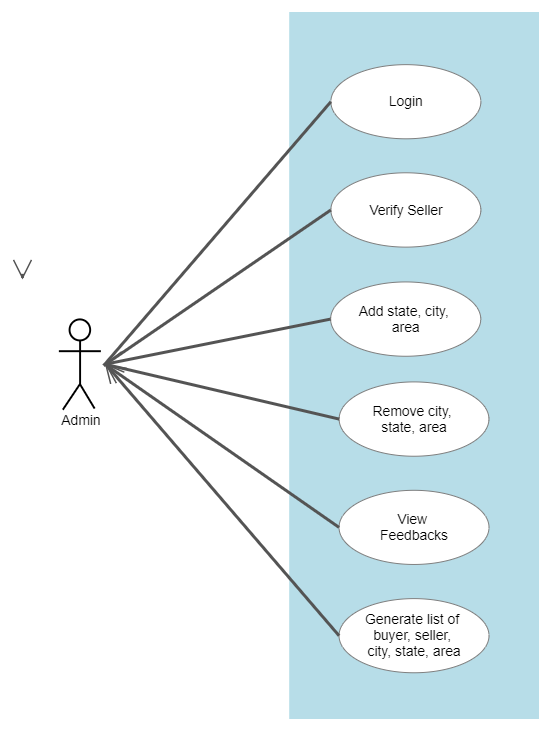 Login
Verify Seller
Add state, city,
area
Admin
Remove city,
state, area
View
Feedbacks
Generate list of
buyer, seller,
city, state, area